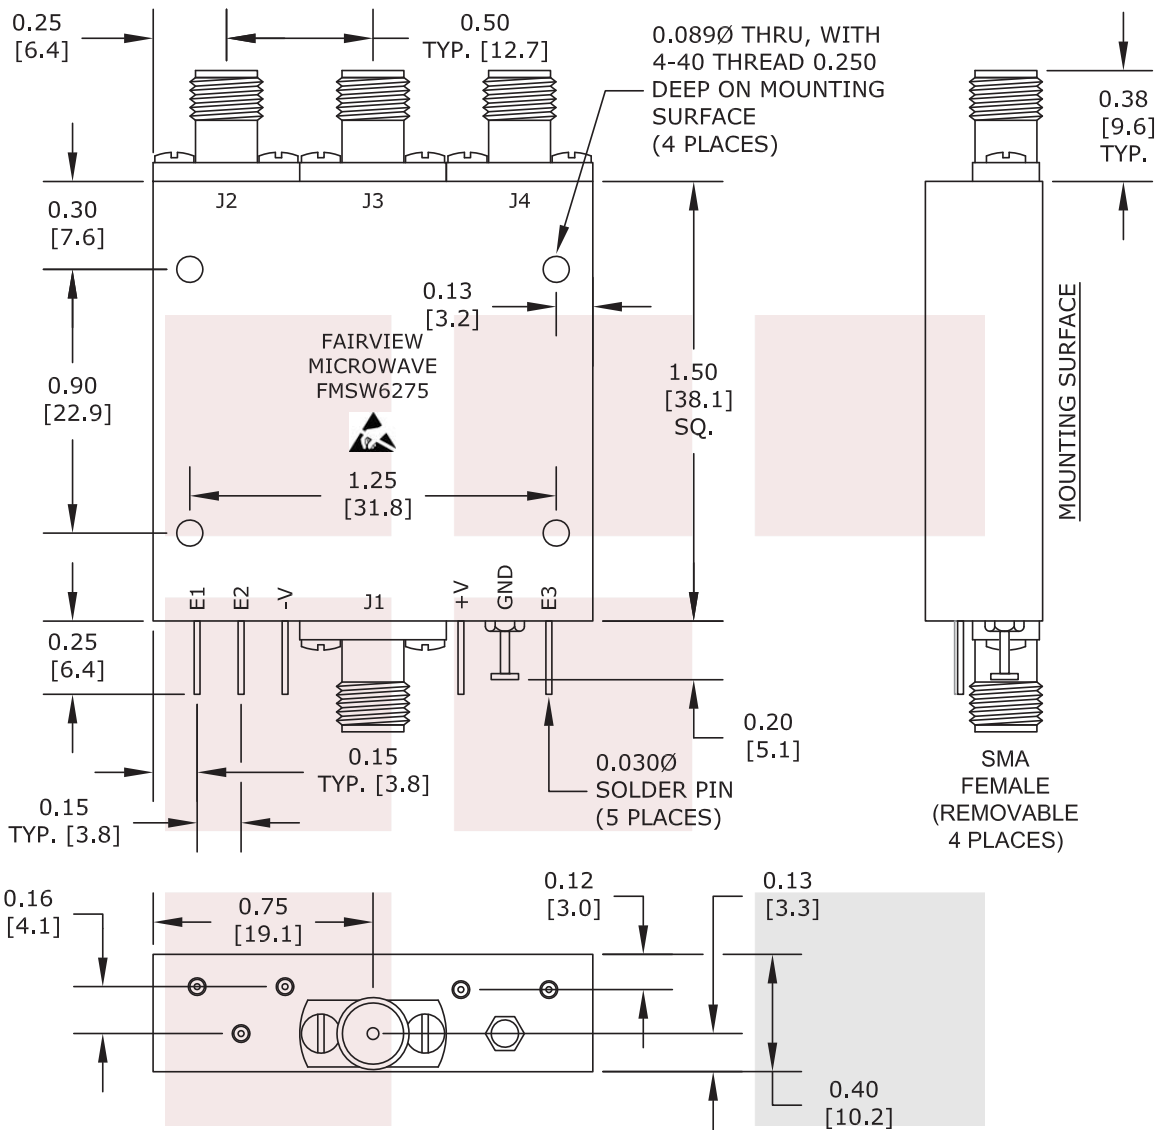 0.25
[6.4]
0.50
TYP. [12.7]
0.089Ø THRU, WITH
4-40 THREAD 0.250
DEEP ON MOUNTING
SURFACE
(4 PLACES)
0.38
[9.6]
TYP.
J2
J3
J4
0.30
[7.6]
0.13
[3.2]
FAIRVIEW
MICROWAVE
FMSW6275
0.90
[22.9]
1.50
[38.1]
SQ.
MOUNTING SURFACE
1.25
[31.8]
E1
E2
-V
J1
+V
GND
E3
0.25
[6.4]
0.20
[5.1]
0.15
TYP. [3.8]
0.030Ø
SOLDER PIN
(5 PLACES)
SMA
FEMALE
(REMOVABLE
4 PLACES)
0.15
TYP. [3.8]
0.16
[4.1]
0.75
[19.1]
0.12
[3.0]
0.13
[3.3]
0.40
[10.2]